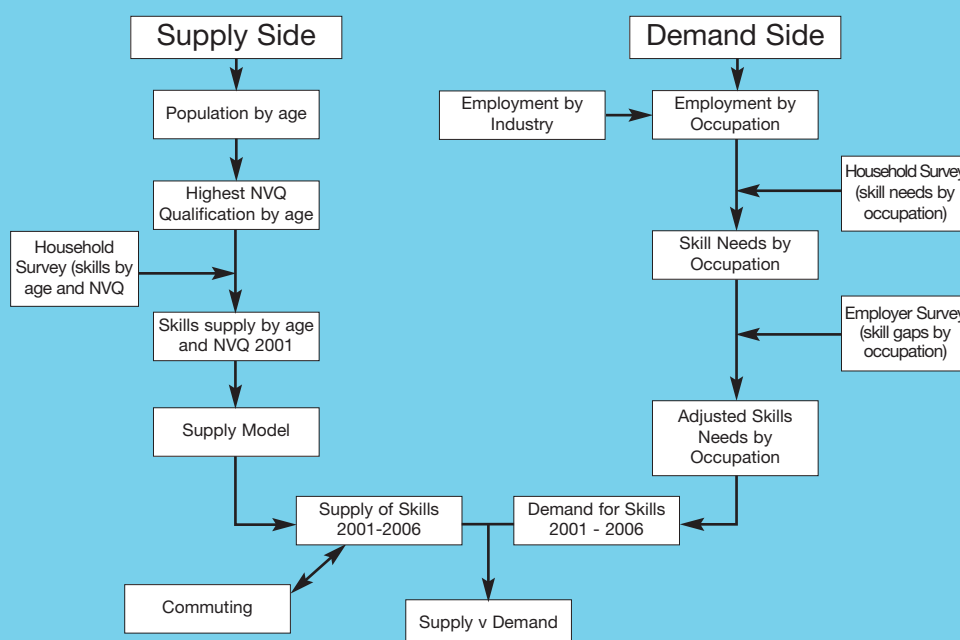 Supply Side
Population by age
Highest NVQ
Qualification by age
Household
Survey (skills by
age and NVQ
Skills supply by age
and NVQ 2001
Supply Model
Supply of Skills
2001-2006
Commuting
Demand Side
Employment by
Industry
Employment by
Occupation
Household Survey
(skill needs by
occupation)
Skill Needs by
Occupation
Employer Survey
(skill gaps by
occupation)
Adjusted Skills
Needs by
Occupation
Demand for Skills
2001 - 2006
Supply v Demand